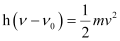 h(ν − ν₀) = 1/2 mv²